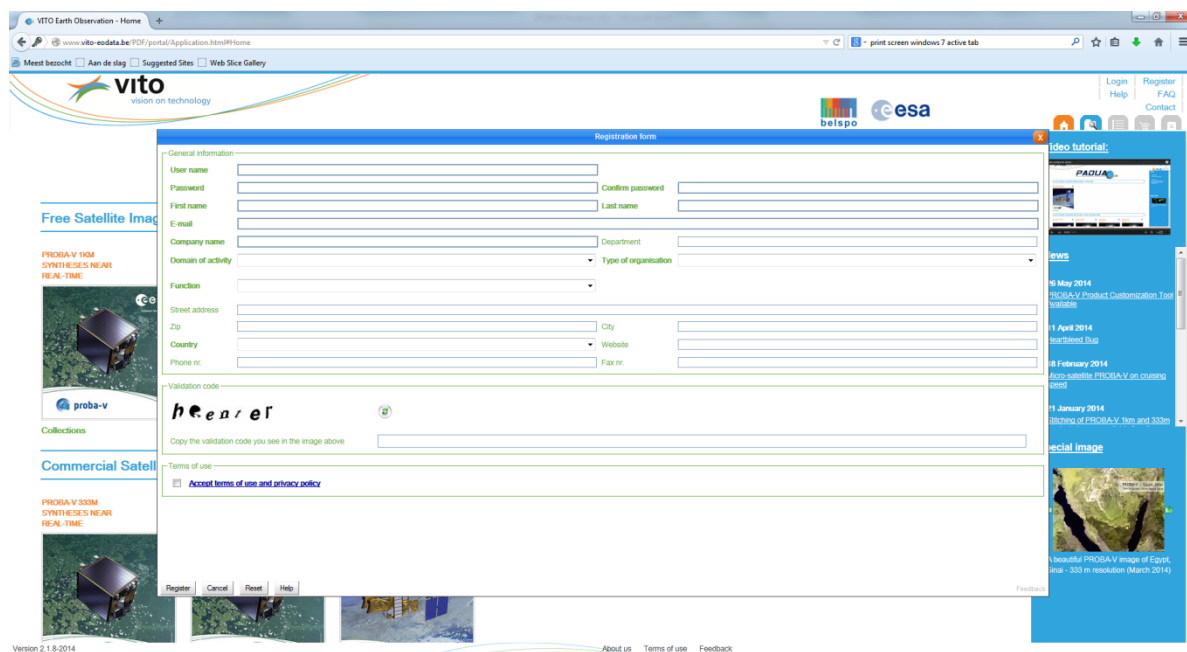 VITO Earth Observation - Home
www.vito-eodata.be/PDF/portal/Application.html#Home
print screen windows 7 active tab
Meest bezocht Aan de slag Suggested Sites Web Slice Gallery
vito
vision on technology
belspo
esa
Login Register
Help FAQ
Contact
Registration form
General information
User name
Password Confirm password
First name Last name
E-mail
Company name Department
Domain of activity Type of organisation
Function
Street address
Zip City
Country Website
Phone nr. Fax nr.
Validation code
Copy the validation code you see in the image above
Terms of use
Accept terms of use and privacy policy
Register Cancel Reset Help
Feedback
Free Satellite Imag
PROBA-V 1KM
SYNTHESES NEAR
REAL-TIME
proba-v
Collections
Commercial Satell
PROBA-V 333M
SYNTHESES NEAR
REAL-TIME
ideo tutorial:
PADUA
ews
26 May 2014
PROBA-V Product Customization Tool
available
11 April 2014
Heartbleed Bug
18 February 2014
Micro-satellite PROBA-V on cruising
speed
21 January 2014
Stitching of PROBA-V 1km and 333m
pecial image
A beautiful PROBA-V image of Egypt,
Sinai - 333 m resolution (March 2014)
Version 2.1.8-2014
About us Terms of use Feedback